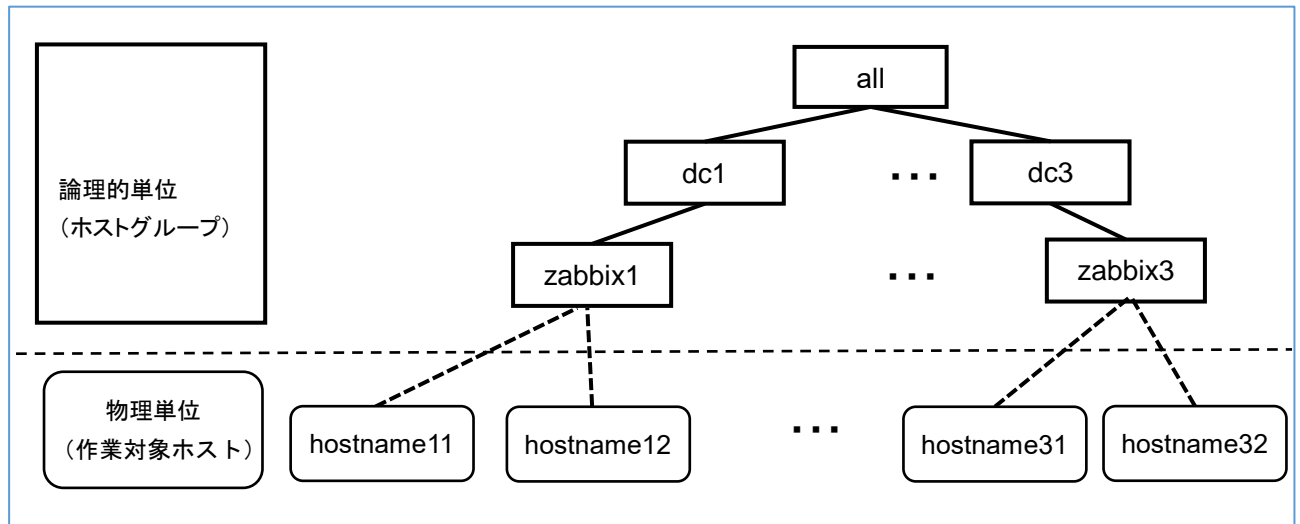 all
dc1
...
dc3
論理的単位
（ホストグループ）
zabbix1
...
zabbix3
物理単位
（作業対象ホスト）
hostname11
hostname12
...
hostname31
hostname32